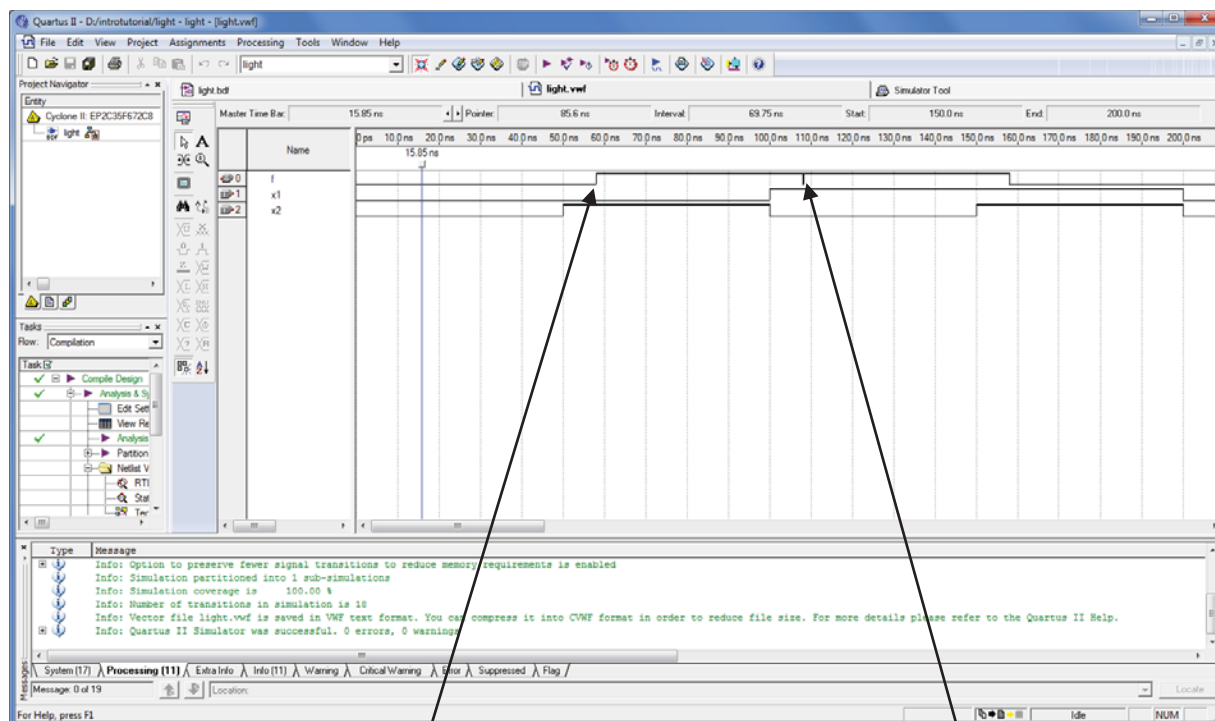 Quartus II - D:/introtutorial/light - light - [light.vwf]
File Edit View Project Assignments Processing Tools Window Help
light
Project Navigator
Entity
Cyclone II: EP2C35F672C8
light
light.bdf
light.vwf
Simulator Tool
Master Time Bar: 15.85 ns Pointer: 85.6 ns Interval: 69.75 ns Start: 150.0 ns End: 200.0 ns
Name
0 ps 10.0 ns 20.0 ns 30.0 ns 40.0 ns 50.0 ns 60.0 ns 70.0 ns 80.0 ns 90.0 ns 100.0 ns 110.0 ns 120.0 ns 130.0 ns 140.0 ns 150.0 ns 160.0 ns 170.0 ns 180.0 ns 190.0 ns 200.0 ns
15.85 ns
0 f
1 x1
2 x2
Tasks
Flow: Compilation
Task
Compile Design
Analysis & Sy
Edit Sett
View Re
Analysis
Partition
Netlist V
RTL
Stat
Tec
Type Message
Info: Option to preserve fewer signal transitions to reduce memory requirements is enabled
Info: Simulation partitioned into 1 sub-simulations
Info: Simulation coverage is 100.00 %
Info: Number of transitions in simulation is 18
Info: Vector file light.vwf is saved in VWF text format. You can compress it into CVWF format in order to reduce file size. For more details please refer to the Quartus II Help.
Info: Quartus II Simulator was successful. 0 errors, 0 warnings
Messages
System (17) Processing (11) Extra Info Info (11) Warning Critical Warning Error Suppressed Flag
Message: 0 of 19 Location: Locate
For Help, press F1 Idle NUM